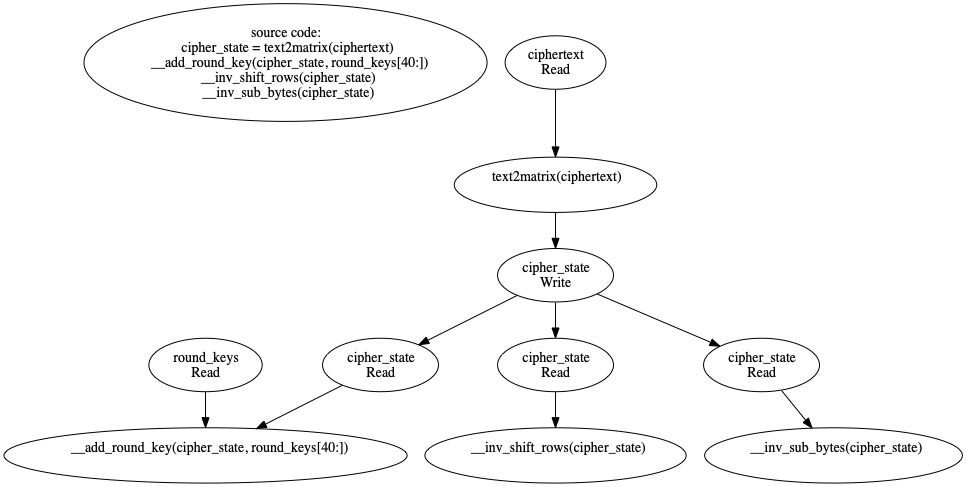 source code:
cipher_state = text2matrix(ciphertext)
__add_round_key(cipher_state, round_keys[40:])
__inv_shift_rows(cipher_state)
__inv_sub_bytes(cipher_state)
ciphertext
Read
text2matrix(ciphertext)
cipher_state
Write
round_keys
Read
cipher_state
Read
cipher_state
Read
cipher_state
Read
__add_round_key(cipher_state, round_keys[40:])
__inv_shift_rows(cipher_state)
__inv_sub_bytes(cipher_state)